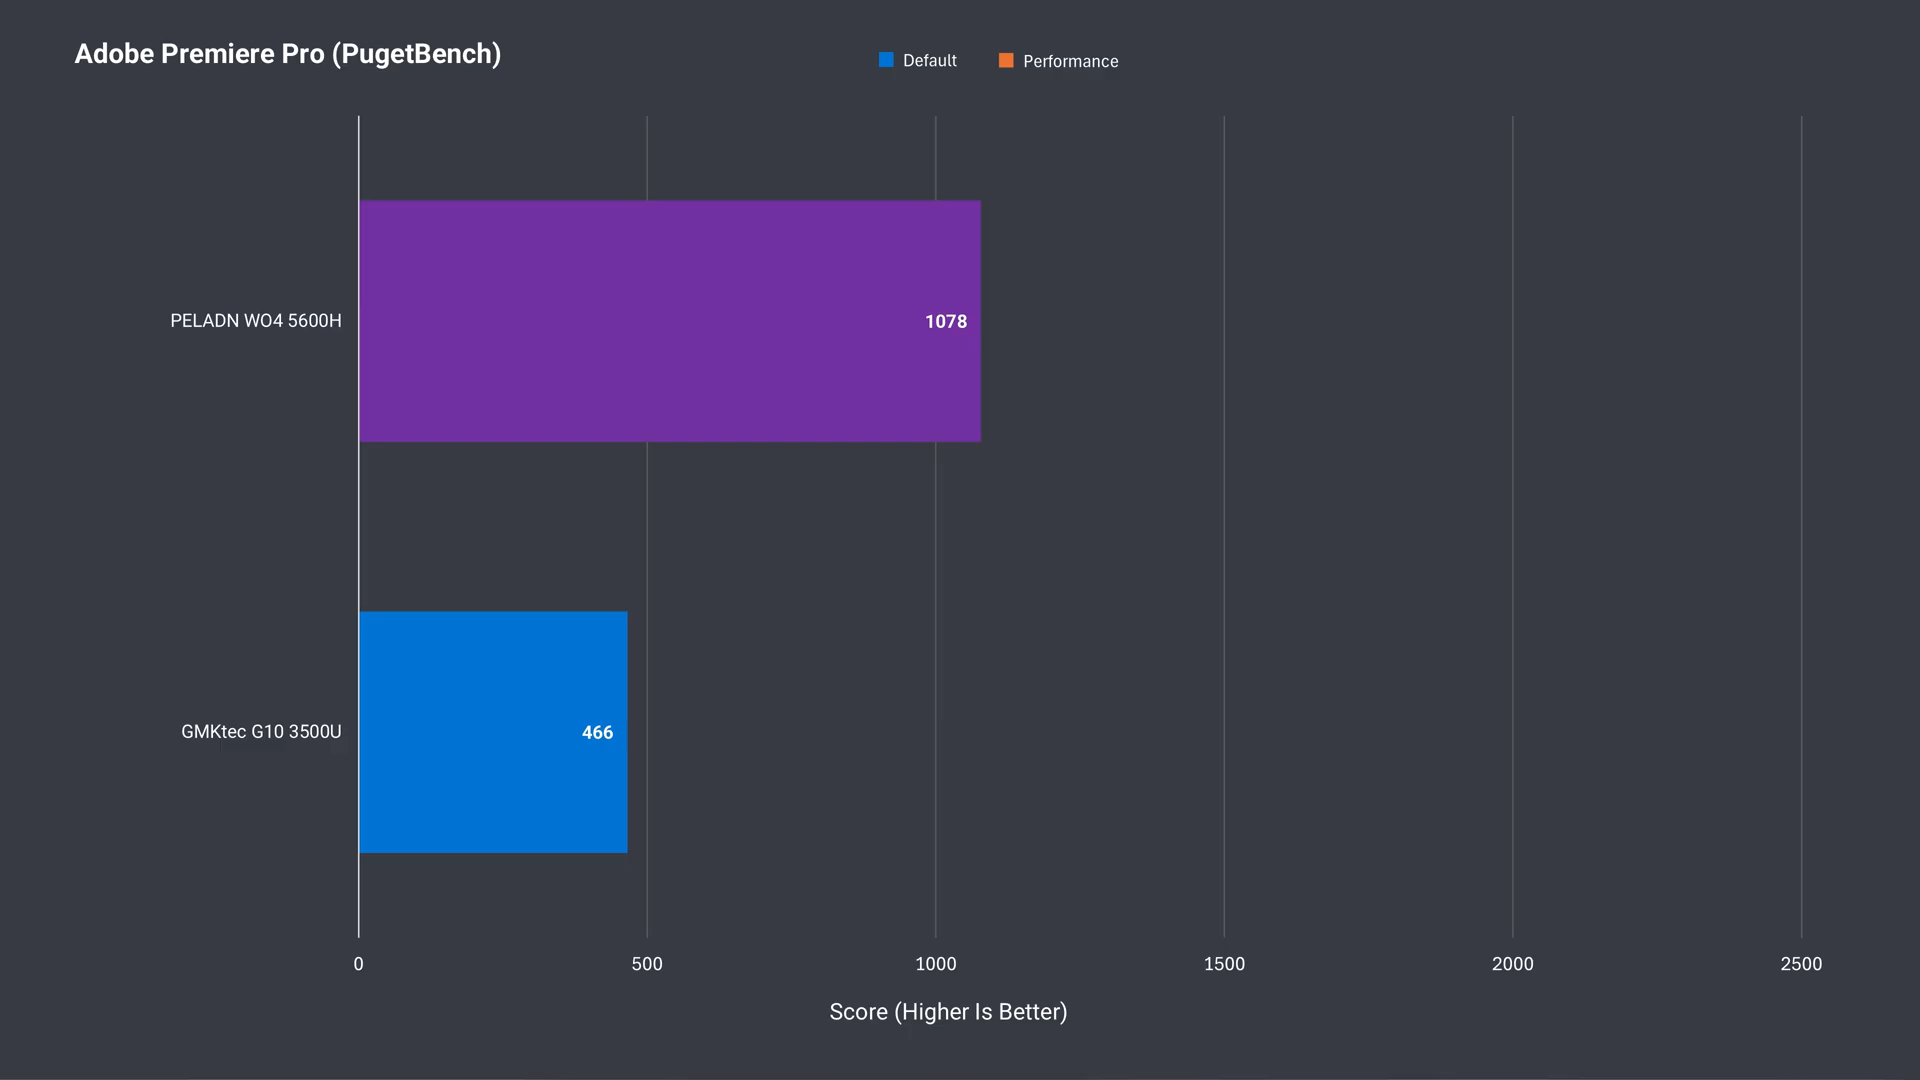 Adobe Premiere Pro (PugetBench)
Default
Performance
PELADN WO4 5600H
1078
GMKtec G10 3500U
466
0
500
1000
1500
2000
2500
Score (Higher Is Better)